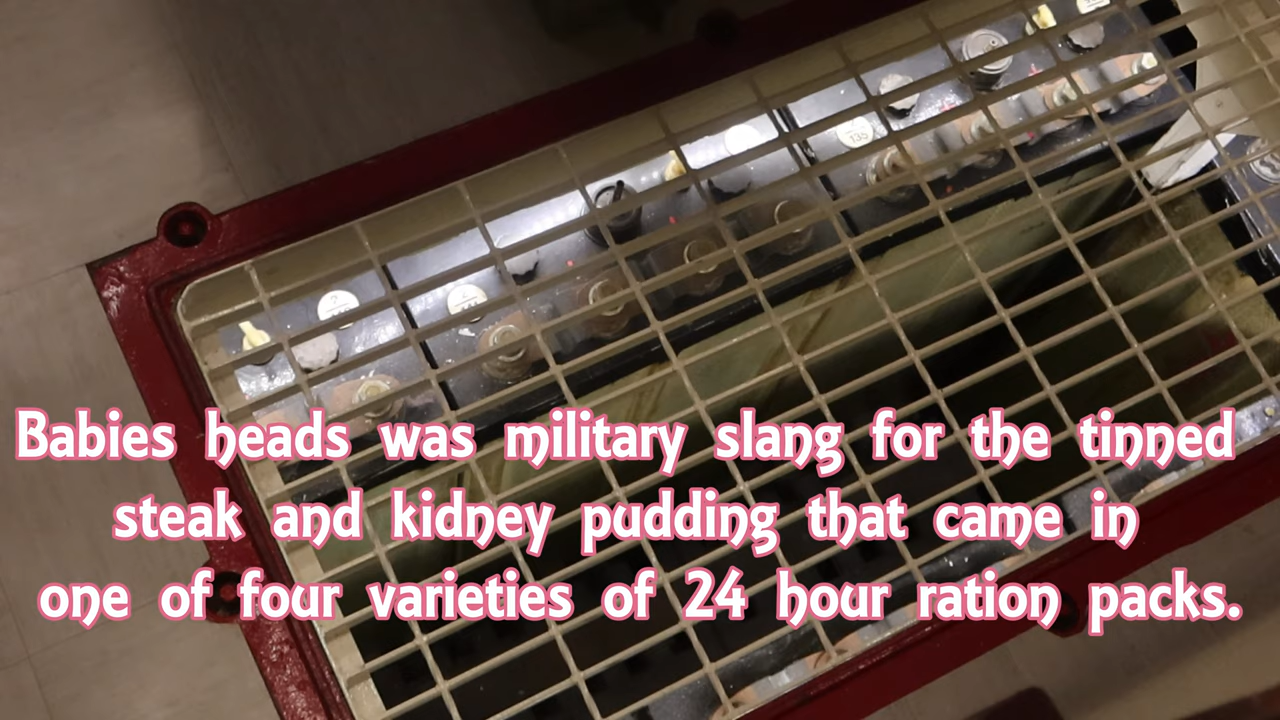 Babies heads was military slang for the tinned
steak and kidney pudding that came in
one of four varieties of 24 hour ration packs.